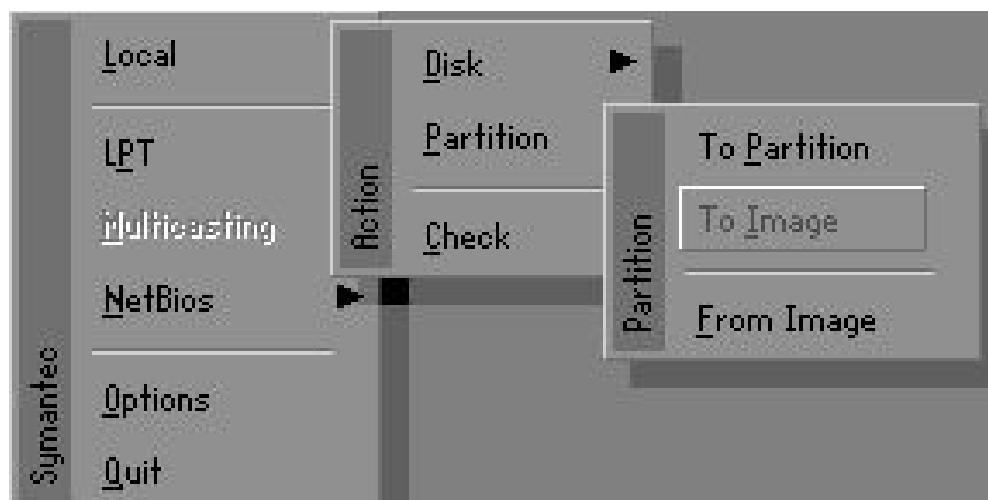 Symantec
Local
LPT
Multicasting
NetBios
Options
Quit
Action
Disk
Partition
Check
Partition
To Partition
To Image
From Image